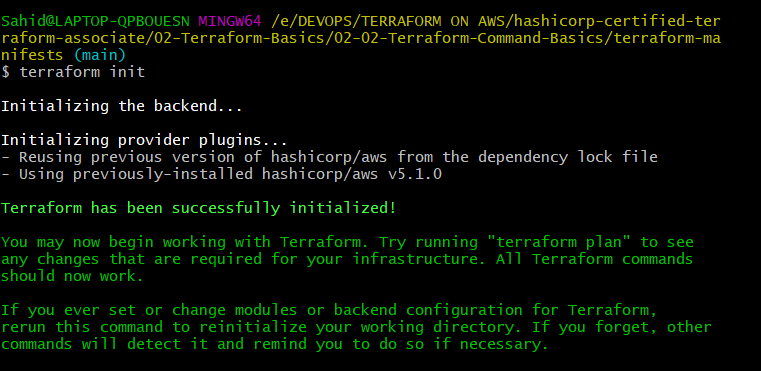 Sahid@LAPTOP-QPBOUESN MINGW64 /e/DEVOPS/TERRAFORM ON AWS/hashicorp-certified-ter
raform-associate/02-Terraform-Basics/02-02-Terraform-Command-Basics/terraform-ma
nifests (main)
$ terraform init
Initializing the backend...
Initializing provider plugins...
- Reusing previous version of hashicorp/aws from the dependency lock file
- Using previously-installed hashicorp/aws v5.1.0
Terraform has been successfully initialized!
You may now begin working with Terraform. Try running "terraform plan" to see
any changes that are required for your infrastructure. All Terraform commands
should now work.
If you ever set or change modules or backend configuration for Terraform,
rerun this command to reinitialize your working directory. If you forget, other
commands will detect it and remind you to do so if necessary.